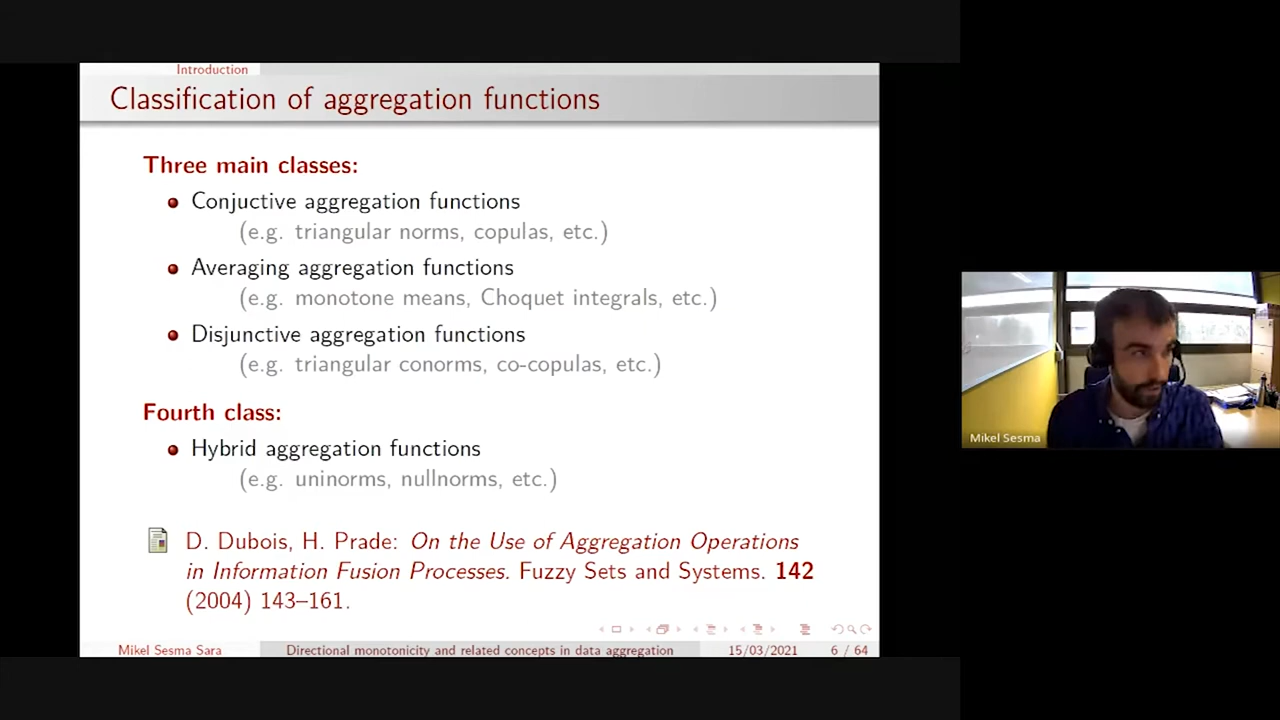 Introduction
Classification of aggregation functions
Three main classes:
Conjuctive aggregation functions
(e.g. triangular norms, copulas, etc.)
Averaging aggregation functions
(e.g. monotone means, Choquet integrals, etc.)
Disjunctive aggregation functions
(e.g. triangular conorms, co-copulas, etc.)
Fourth class:
Hybrid aggregation functions
(e.g. uninorms, nullnorms, etc.)
D. Dubois, H. Prade: On the Use of Aggregation Operations
in Information Fusion Processes. Fuzzy Sets and Systems. 142
(2004) 143–161.
Mikel Sesma Sara Directional monotonicity and related concepts in data aggregation 15/03/2021 6 / 64
Mikel Sesma